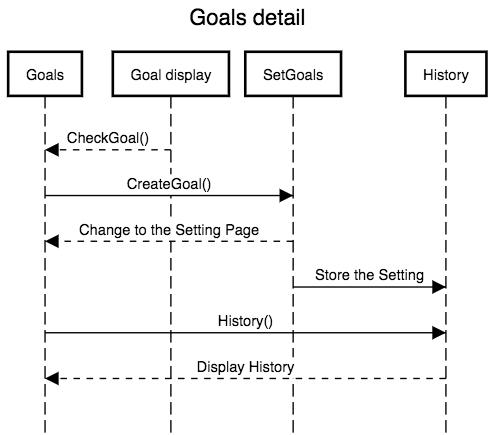 Goals detail
Goals
Goal display
SetGoals
History
CheckGoal()
CreateGoal()
Change to the Setting Page
Store the Setting
History()
Display History